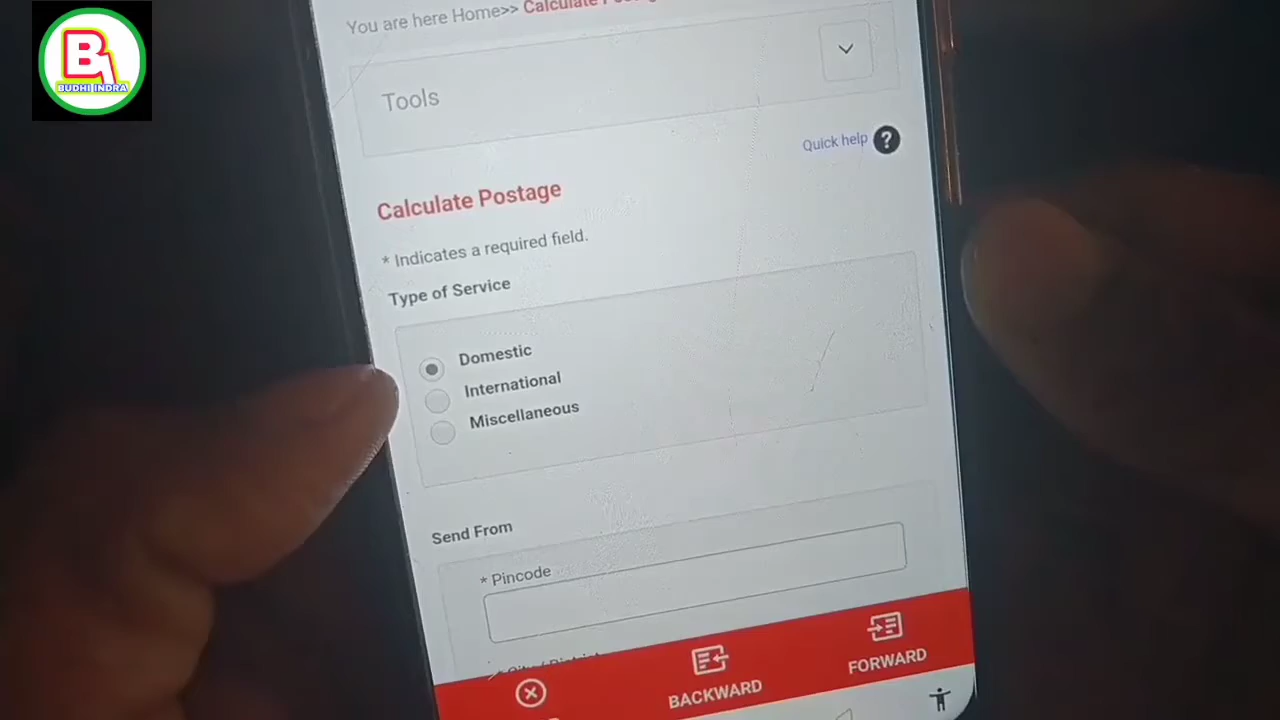 B
BUDHI INDRA
You are here Home>> Calculate
Tools
Quick help ?
Calculate Postage
* Indicates a required field.
Type of Service
Domestic
International
Miscellaneous
Send From
* Pincode
BACKWARD
FORWARD